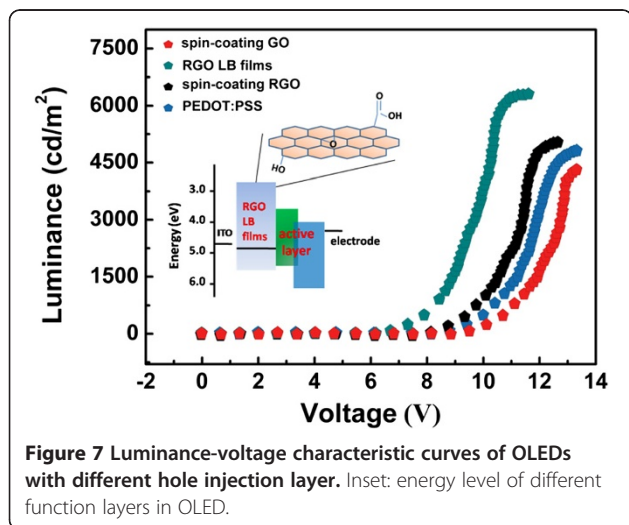 7500
6000
4500
3000
1500
0
Luminance (cd/m²)
spin-coating GO
RGO LB films
spin-coating RGO
PEDOT:PSS
O
OH
O
HO
3.0
4.0
5.0
6.0
Energy (eV)
ITO
RGO
LB
films
active
layer
electrode
-2 0 2 4 6 8 10 12 14
Voltage (V)
Figure 7 Luminance-voltage characteristic curves of OLEDs
with different hole injection layer. Inset: energy level of different
function layers in OLED.